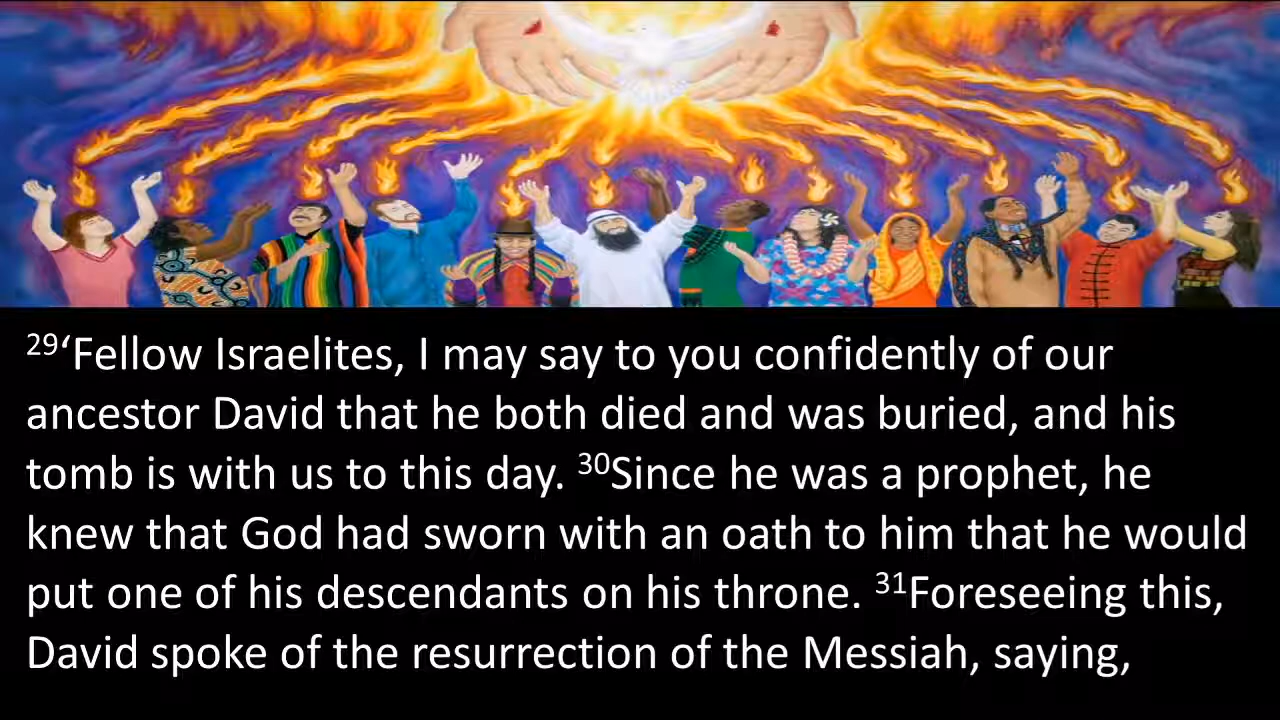 29‘Fellow Israelites, I may say to you confidently of our
ancestor David that he both died and was buried, and his
tomb is with us to this day. 30Since he was a prophet, he
knew that God had sworn with an oath to him that he would
put one of his descendants on his throne. 31Foreseeing this,
David spoke of the resurrection of the Messiah, saying,